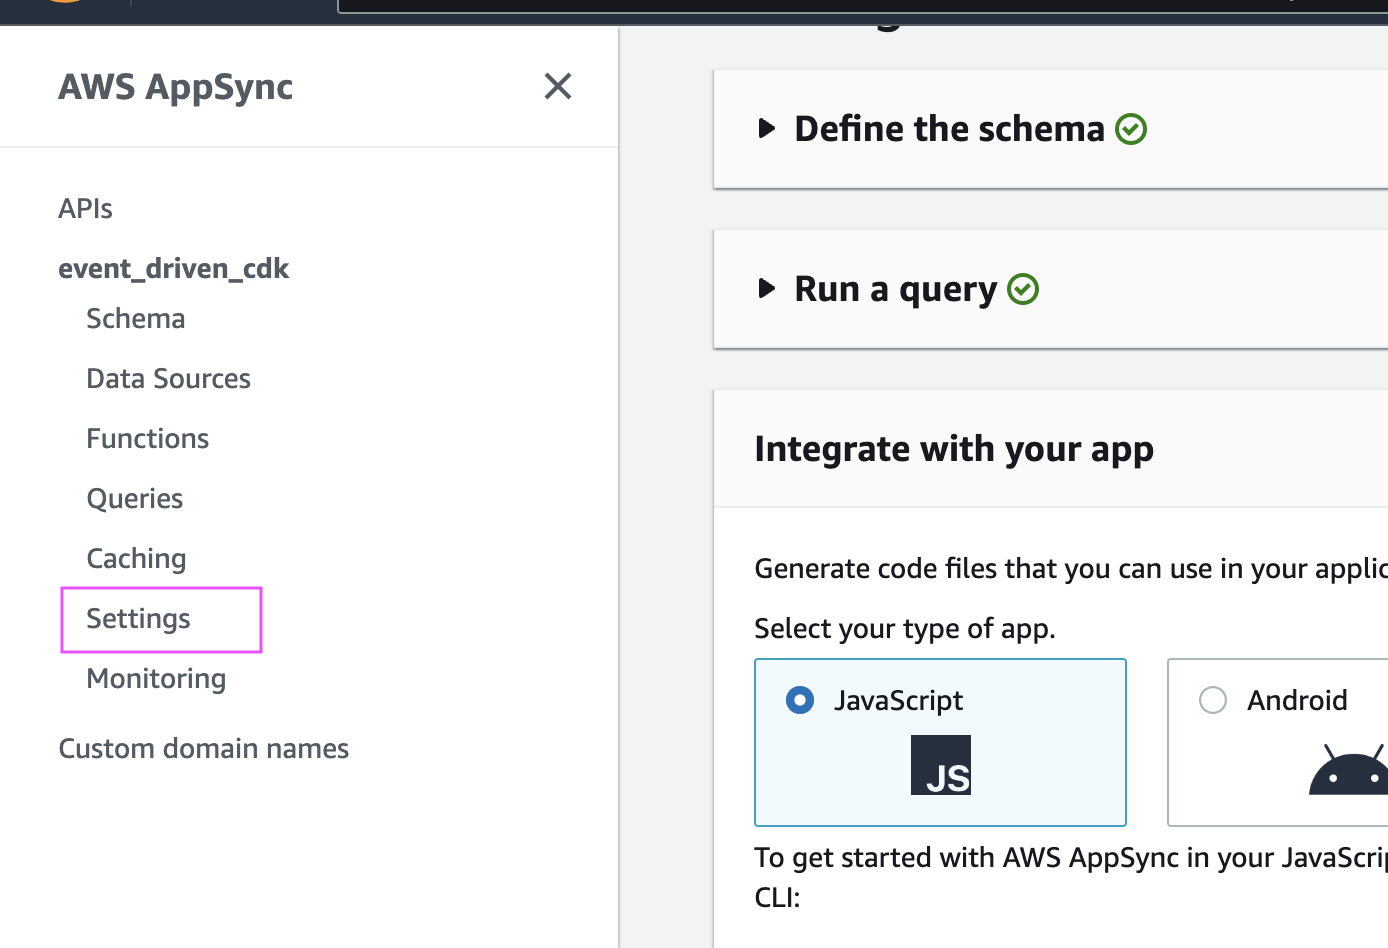 AWS AppSync
APIs
event_driven_cdk
Schema
Data Sources
Functions
Queries
Caching
Settings
Monitoring
Custom domain names
Define the schema
Run a query
Integrate with your app
Generate code files that you can use in your
Select your type of app.
JavaScript
JS
Android
To get started with AWS AppSync in your
CLI: